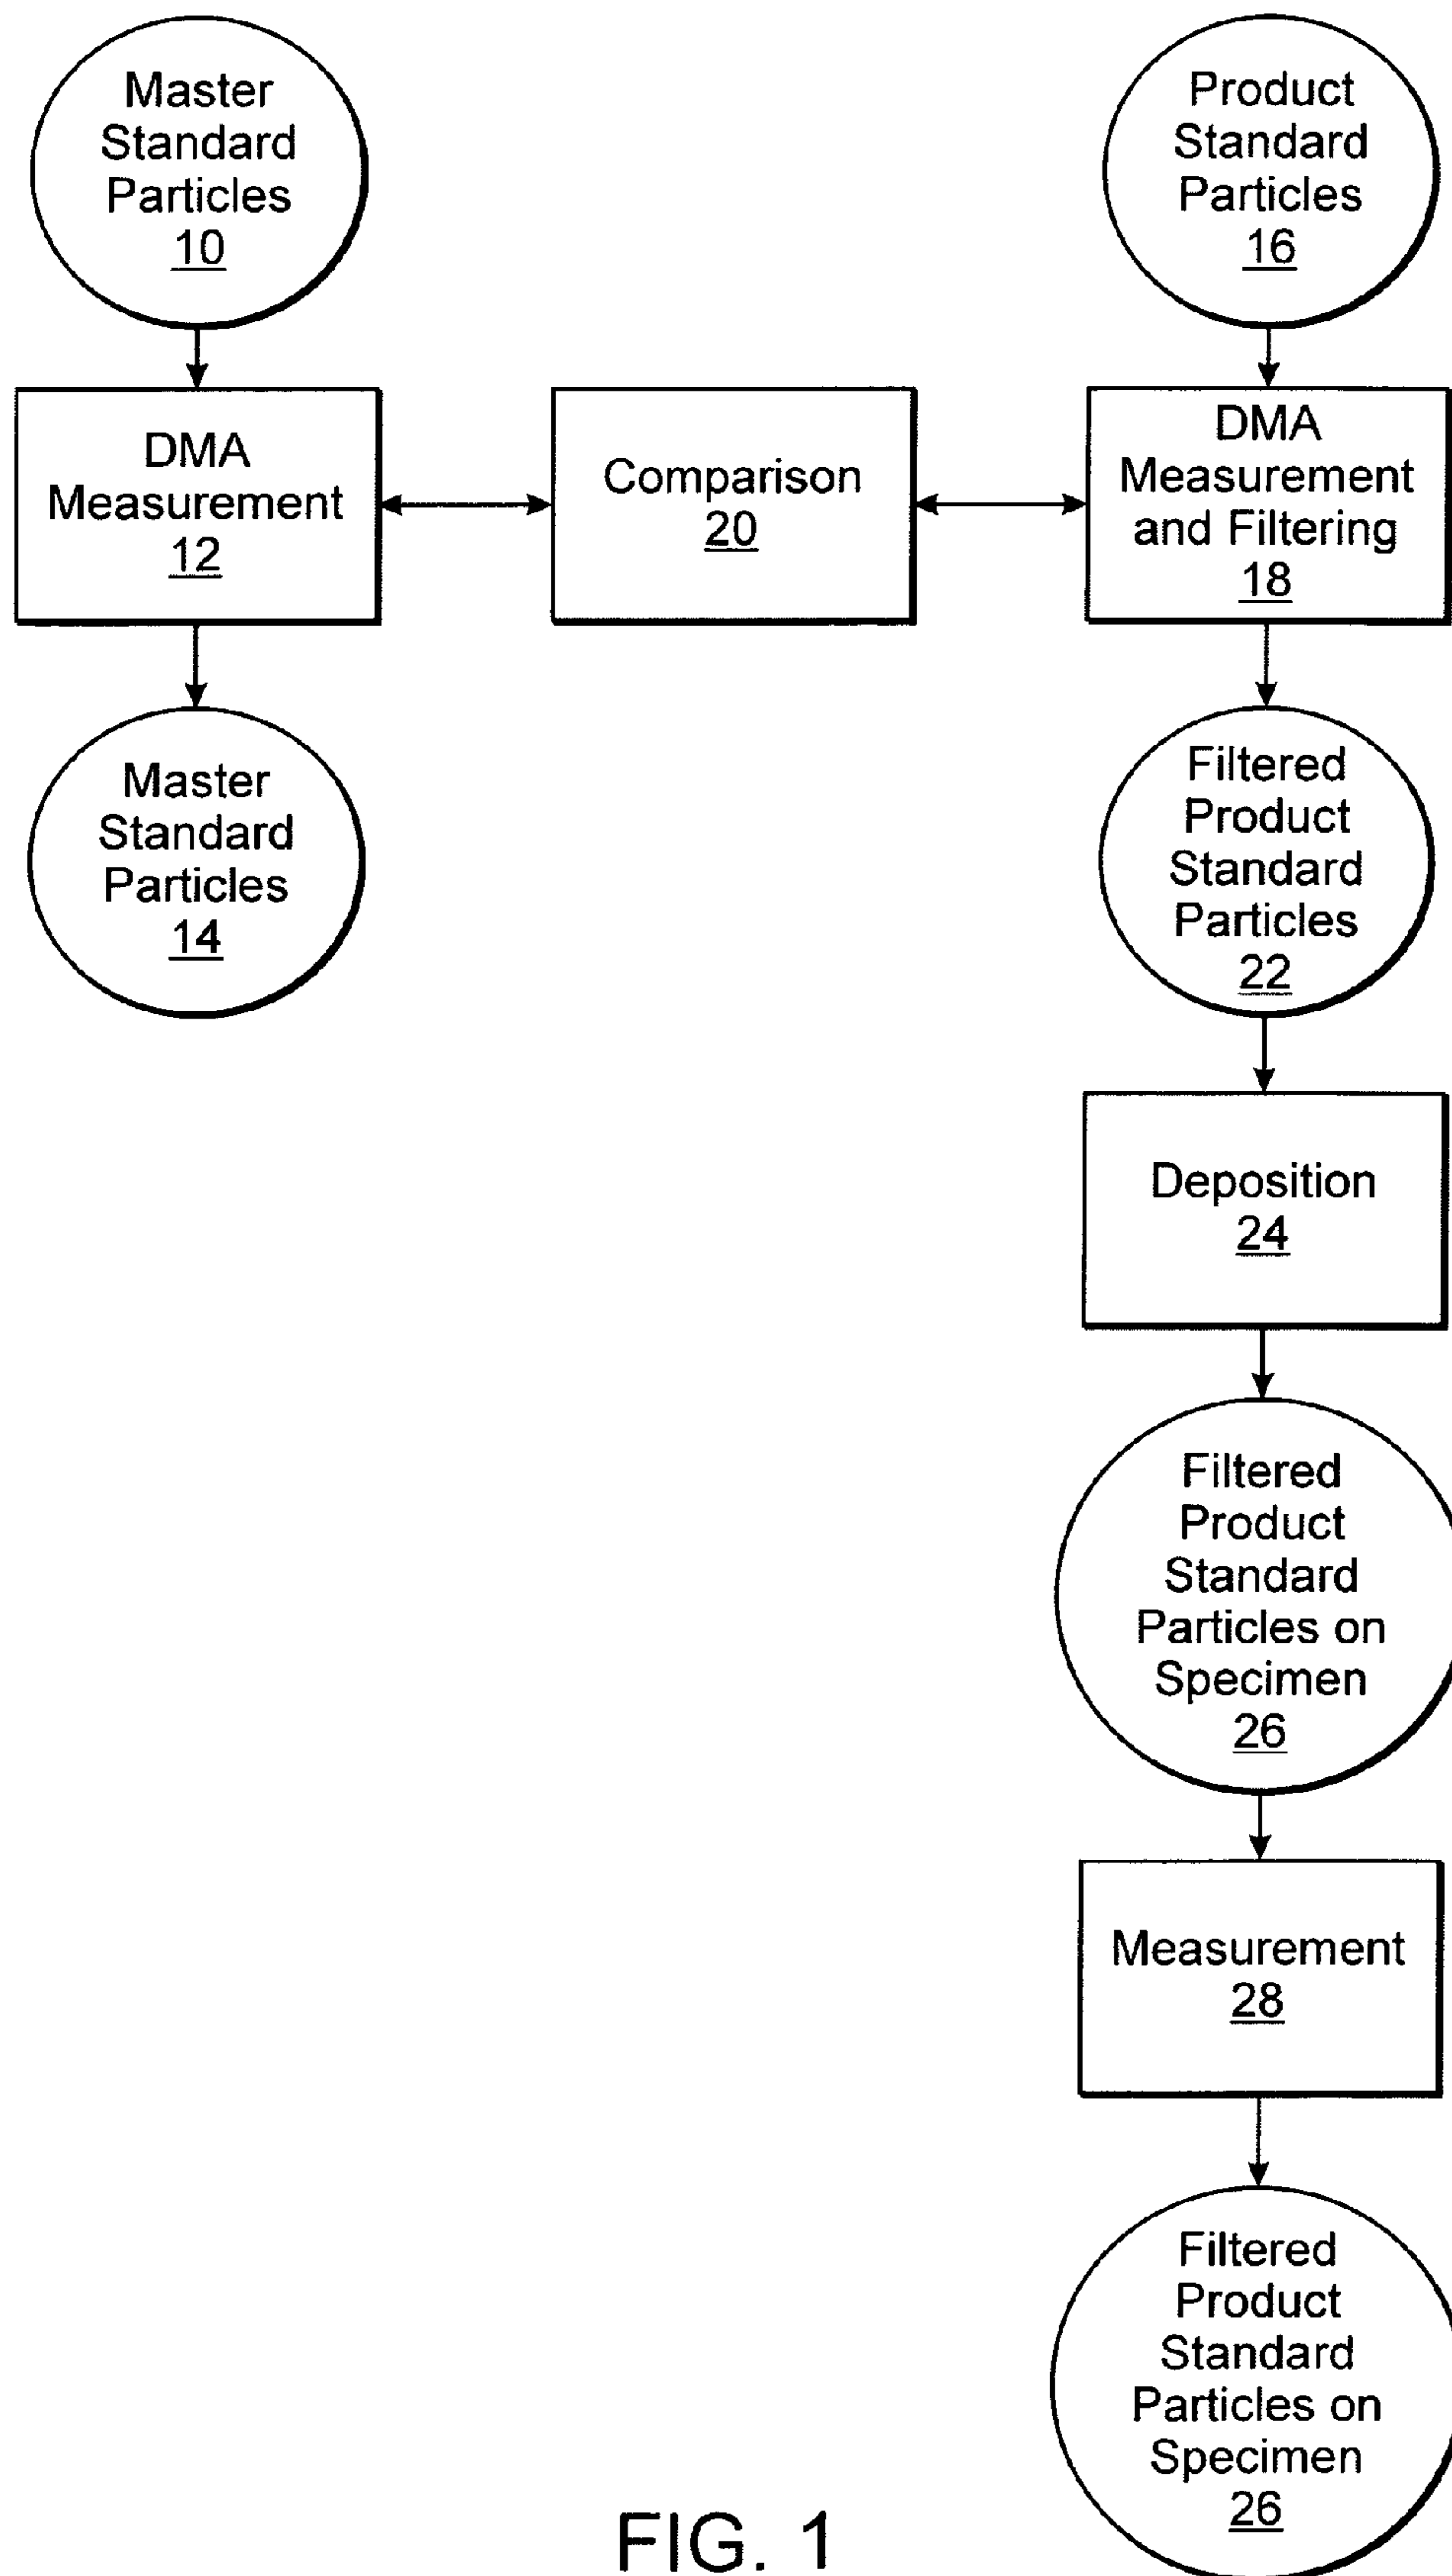 Master
Standard
Particles
10
DMA
Measurement
12
Master
Standard
Particles
14
Comparison
20
Product
Standard
Particles
16
DMA
Measurement
and Filtering
18
Filtered
Product
Standard
Particles
22
Deposition
24
Filtered
Product
Standard
Particles on
Specimen
26
Measurement
28
Filtered
Product
Standard
Particles on
Specimen
26
FIG. 1